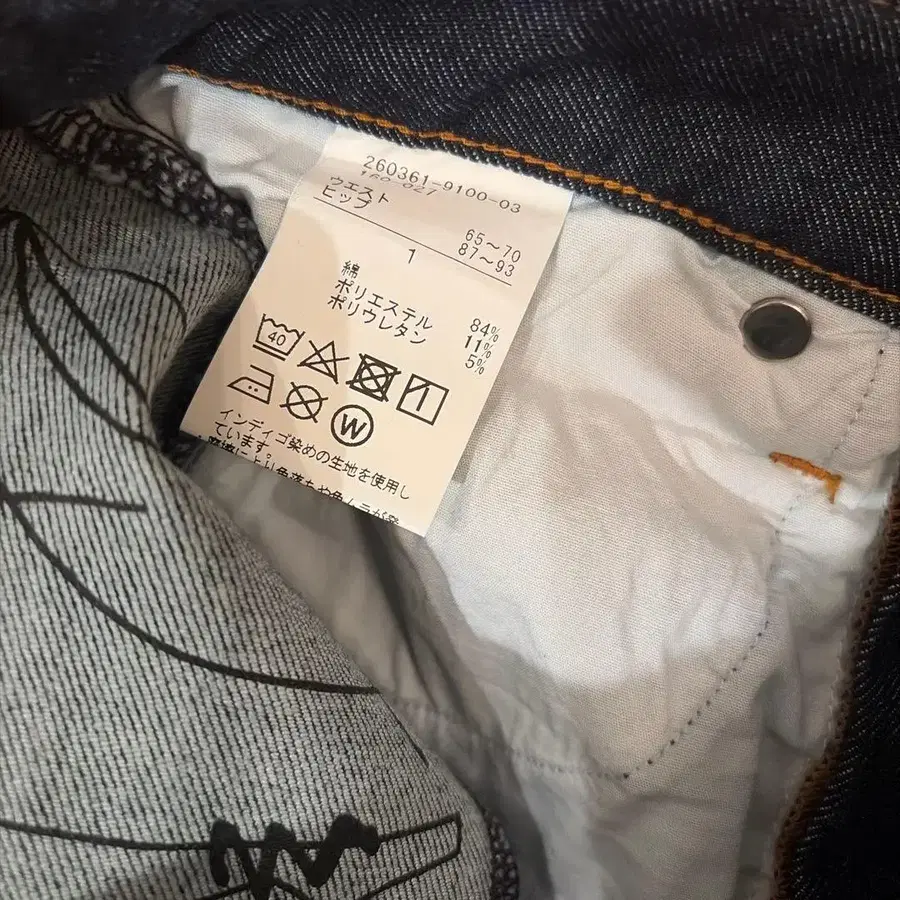 260361-9100-03
ウエスト 65〜70
ヒップ 87〜93
1
綿 84%
ポリエステル 11%
ポリウレタン 5%
40
W
インディゴ染めの生地を使用し
ています。